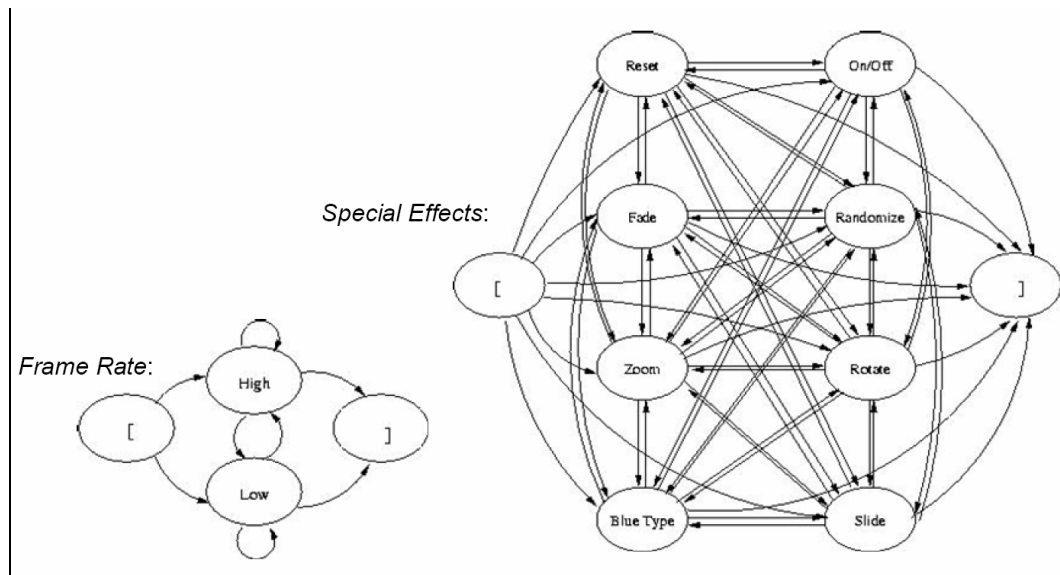 Reset
On/Off
Special Effects:
Fade
Randomize
[
]
Frame Rate:
High
Zoom
Rotate
[
]
Low
Blue Type
Slide